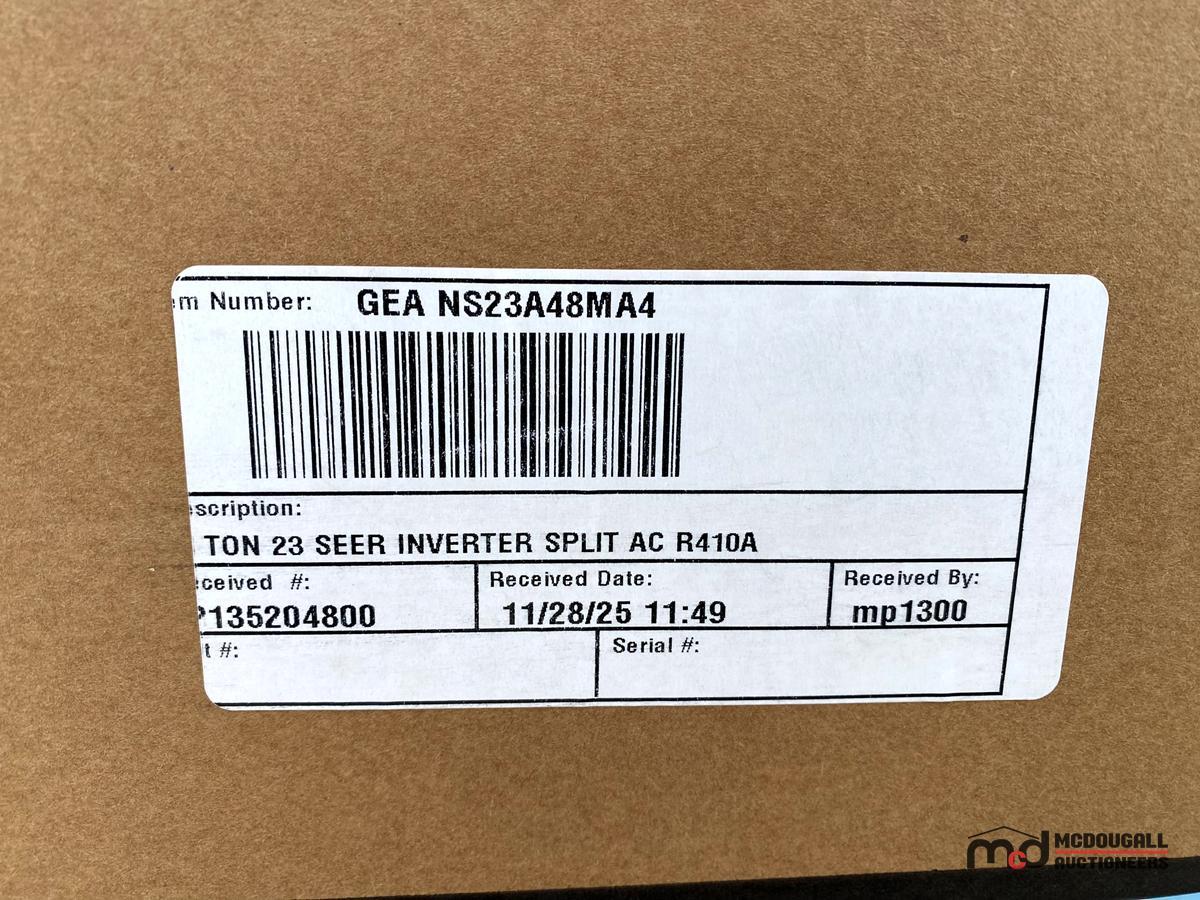 em Number: GEA NS23A48MA4
escription:
TON 23 SEER INVERTER SPLIT AC R410A
eceived #: Received Date: Received By:
P135204800 11/28/25 11:49 mp1300
t #: Serial #:
mcd MCDOUGALL
AUCTIONEERS